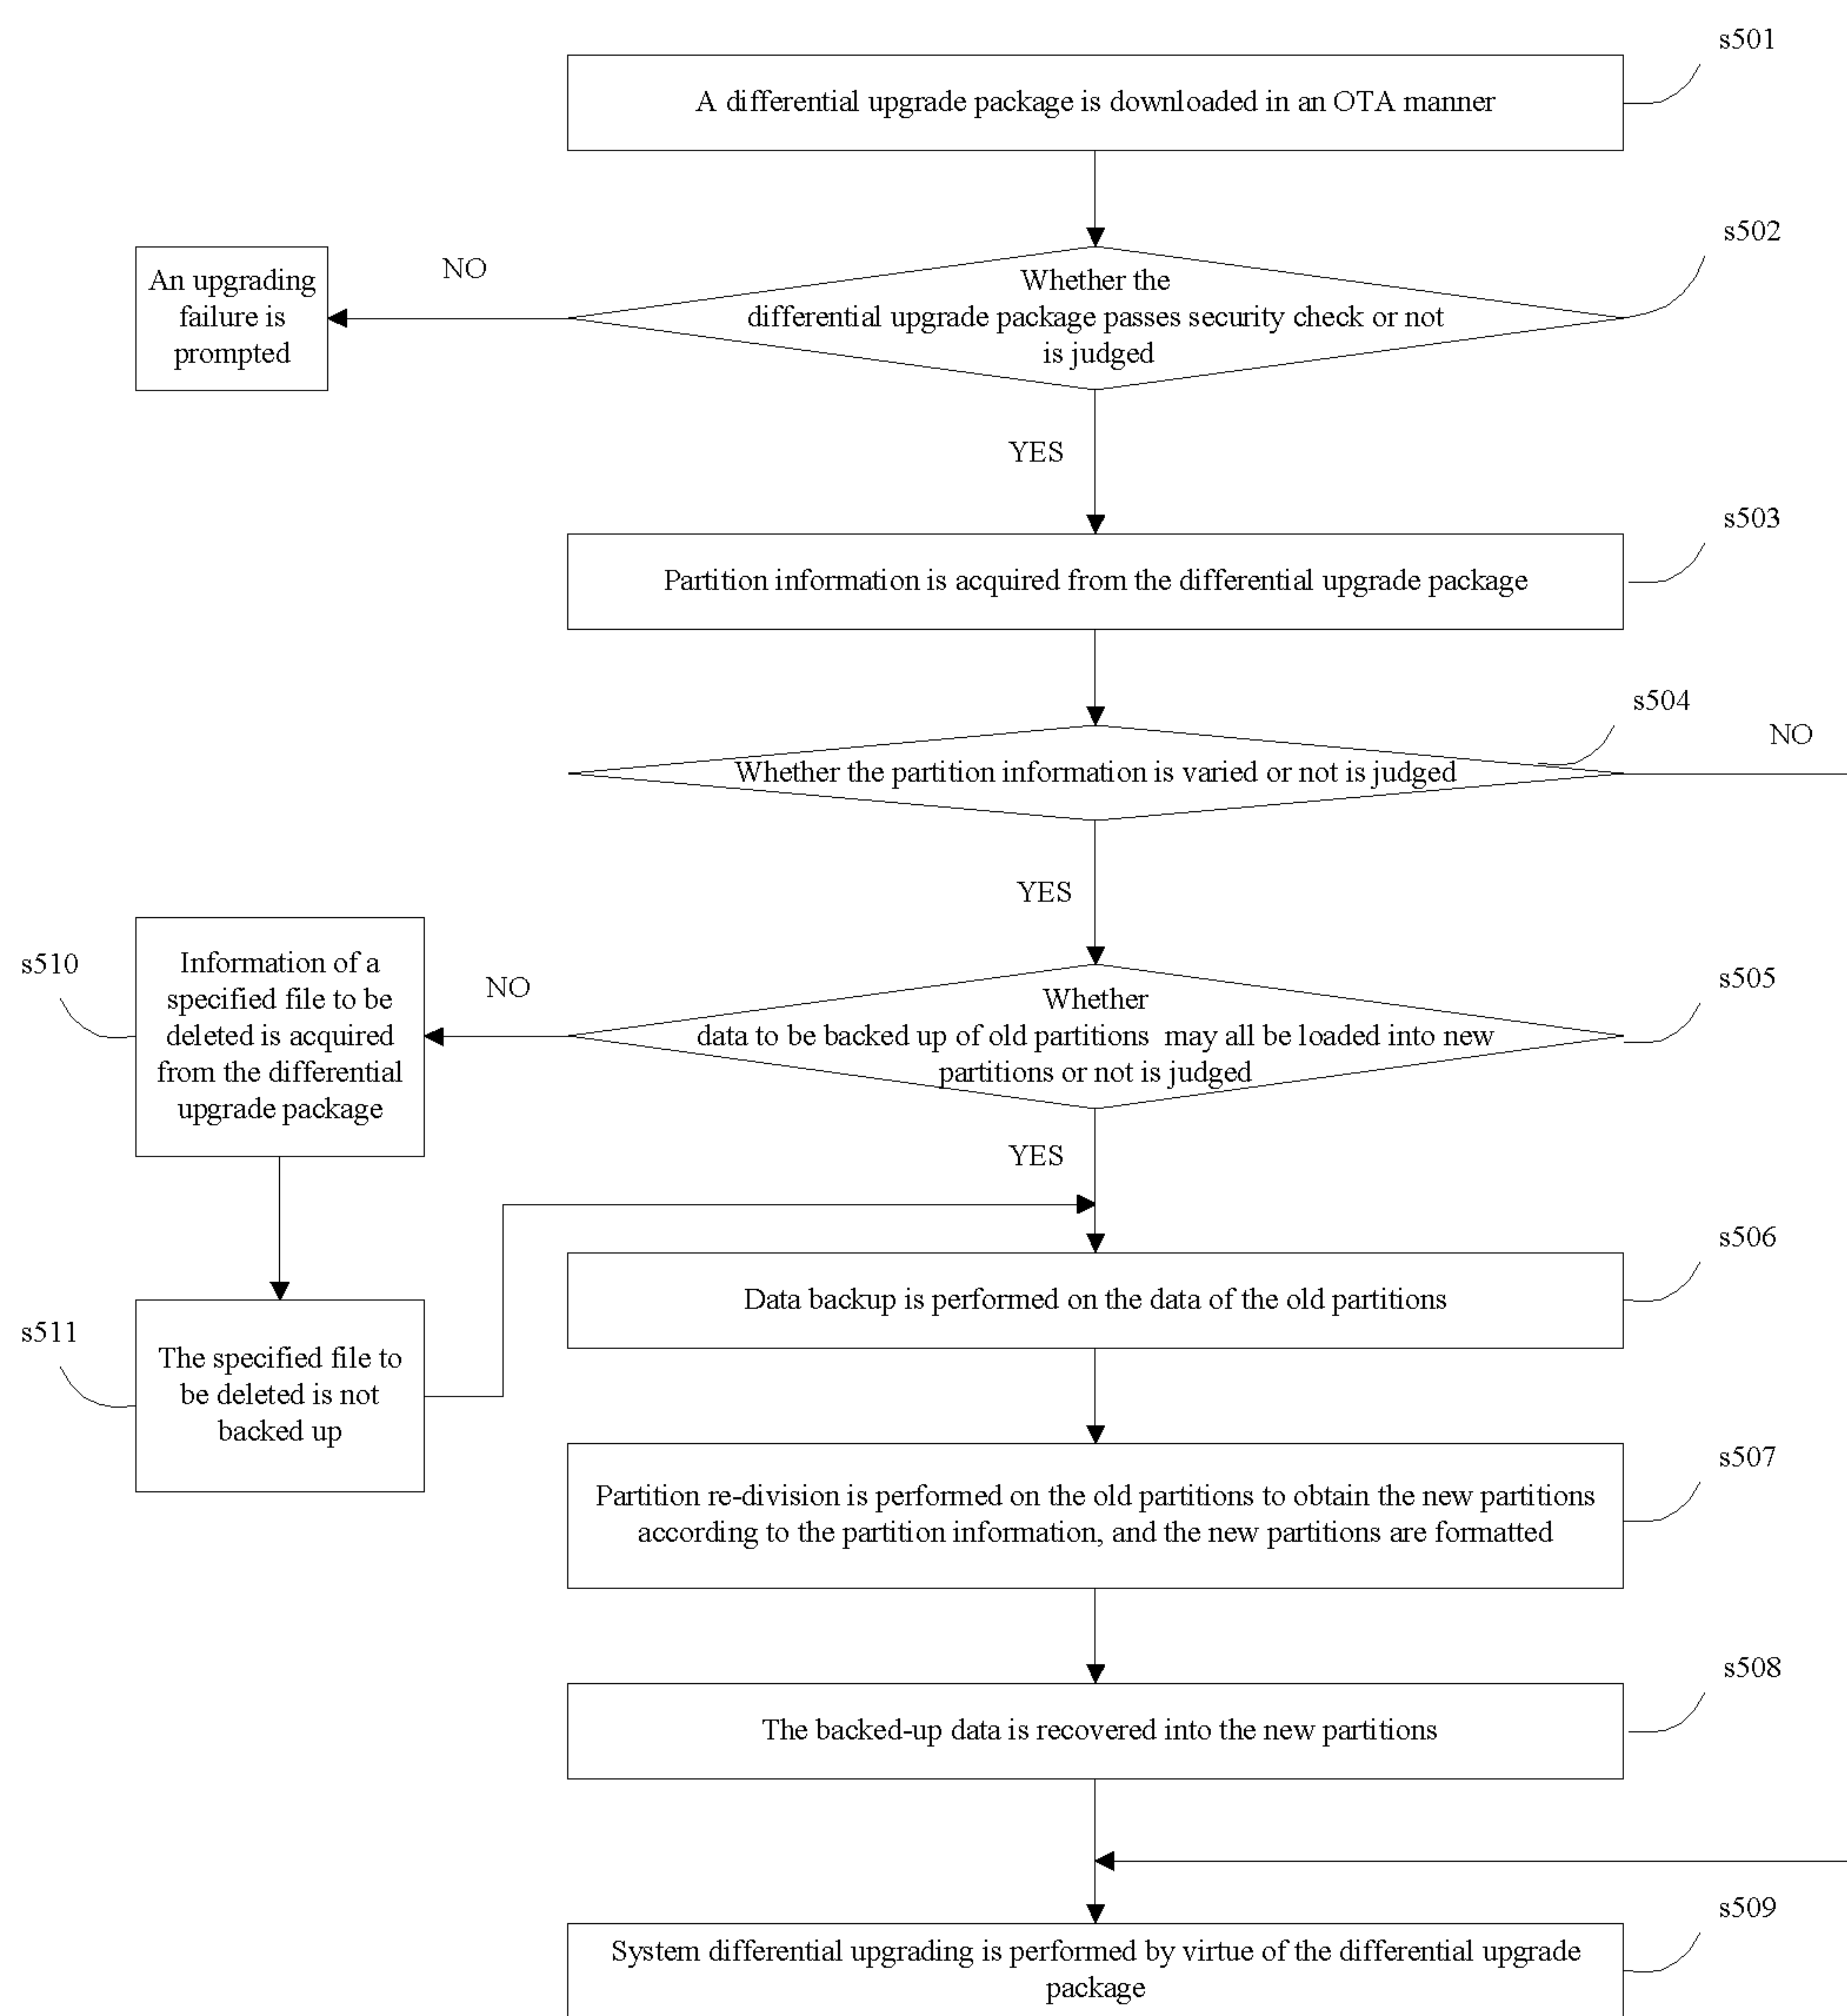 s501
A differential upgrade package is downloaded in an OTA manner
s502
NO
An upgrading
failure is
prompted
Whether the
differential upgrade package passes security check or not
is judged
YES
s503
Partition information is acquired from the differential upgrade package
s504
NO
Whether the partition information is varied or not is judged
YES
s510
Information of a
specified file to be
deleted is acquired
from the differential
upgrade package
NO
s505
Whether
data to be backed up of old partitions may all be loaded into new
partitions or not is judged
YES
s506
Data backup is performed on the data of the old partitions
s511
The specified file to
be deleted is not
backed up
s507
Partition re-division is performed on the old partitions to obtain the new partitions
according to the partition information, and the new partitions are formatted
s508
The backed-up data is recovered into the new partitions
s509
System differential upgrading is performed by virtue of the differential upgrade
package